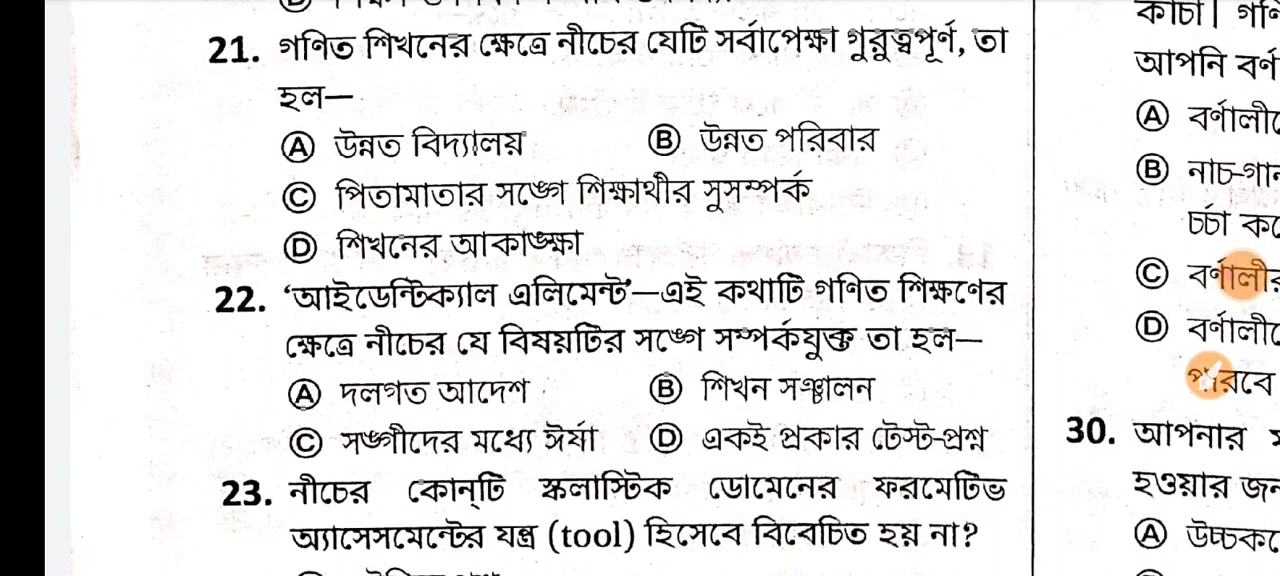 21. গণিত শিখনের ক্ষেত্রে নীচের যেটি সর্বাপেক্ষা গুরুত্বপূর্ণ, তা
হল—
Ⓐ উন্নত বিদ্যালয় Ⓑ উন্নত পরিবার
Ⓒ পিতামাতার সঙ্গে শিক্ষার্থীর সুসম্পর্ক
Ⓓ শিখনের আকাঙ্ক্ষা
22. ‘আইডেন্টিক্যাল এলিমেন্ট’—এই কথাটি গণিত শিক্ষণের
ক্ষেত্রে নীচের যে বিষয়টির সঙ্গে সম্পর্কযুক্ত তা হল—
Ⓐ দলগত আদেশ Ⓑ শিখন সঞ্চালন
Ⓒ সঙ্গীদের মধ্যে ঈর্ষা Ⓓ একই প্রকার টেস্ট-প্রশ্ন
23. নীচের কোন্‌টি স্কলাস্টিক ডোমেনের ফরমেটিভ
অ্যাসেসমেন্টের যন্ত্র (tool) হিসেবে বিবেচিত হয় না?
কাঁচা।
আপনি বর্ণ
Ⓐ বর্ণালী
Ⓑ নাচ-গান
চর্চা
Ⓒ বর্ণালীর
Ⓓ বর্ণালী
পারবে
30. আপনার
হওয়ার
Ⓐ